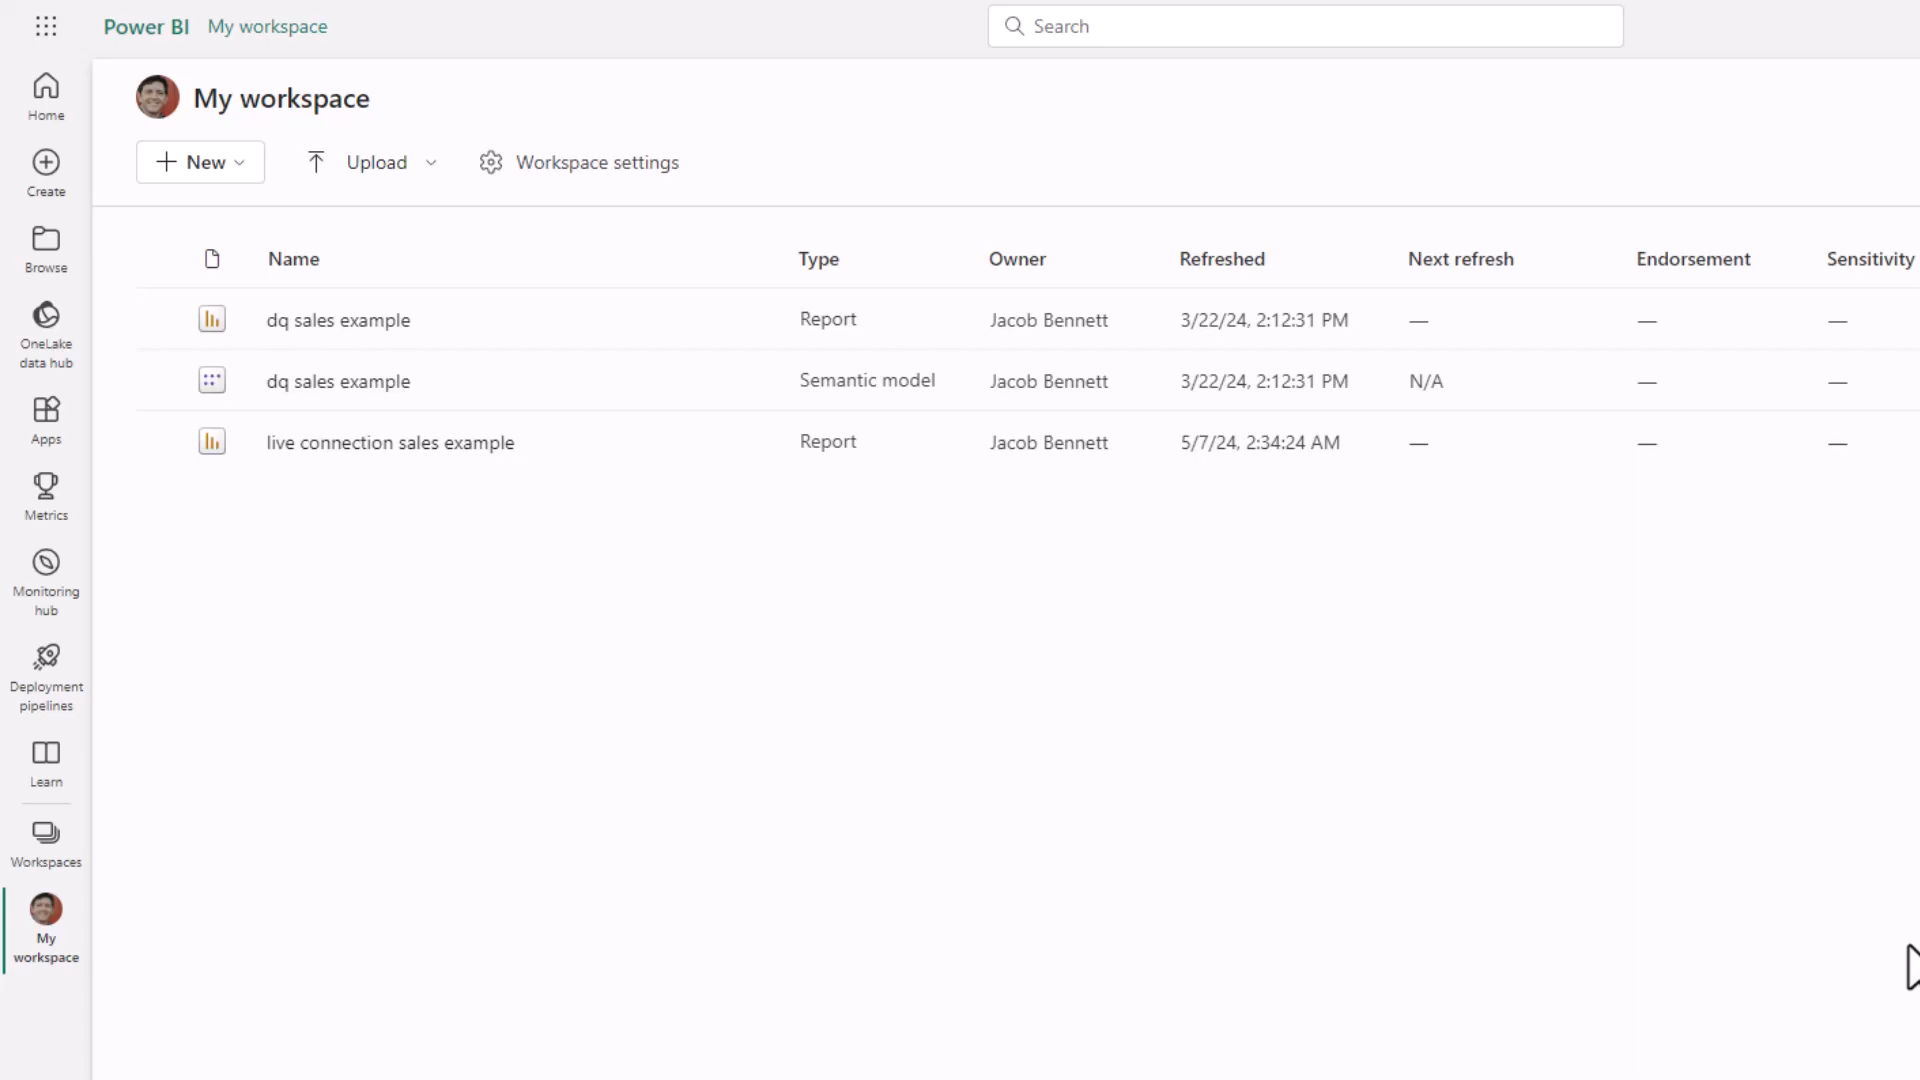 Power BI My workspace
Search
My workspace
New
Upload
Workspace settings
Home
Create
Browse
OneLake
data hub
Apps
Metrics
Monitoring
hub
Deployment
pipelines
Learn
Workspaces
My
workspace
Name Type Owner Refreshed Next refresh Endorsement Sensitivity
dq sales example Report Jacob Bennett 3/22/24, 2:12:31 PM — — —
dq sales example Semantic model Jacob Bennett 3/22/24, 2:12:31 PM N/A — —
live connection sales example Report Jacob Bennett 5/7/24, 2:34:24 AM — — —